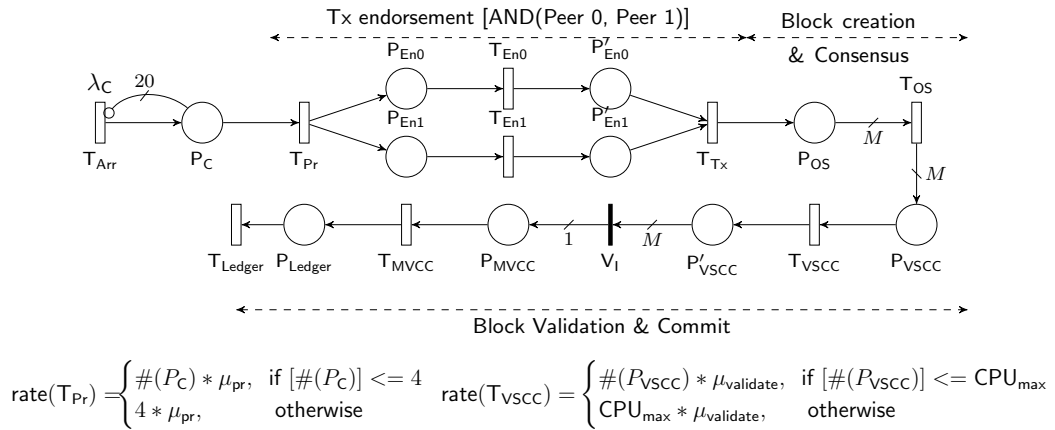 Tx endorsement [AND(Peer 0, Peer 1)] Block creation
& Consensus
P_En0 T_En0 P′_En0
λ_C 20 T_OS
P_En1 T_En1 P′_En1
T_Arr P_C T_Pr T_Tx P_OS M
M
M 1
T_Ledger P_Ledger T_MVCC P_MVCC V_I P′_VSCC T_VSCC P_VSCC
Block Validation & Commit
rate(T_Pr) = { #(P_C) * μ_pr, if [#(P_C)] <= 4
4 * μ_pr, otherwise
rate(T_VSCC) = { #(P_VSCC) * μ_validate, if [#(P_VSCC)] <= CPU_max
CPU_max * μ_validate, otherwise